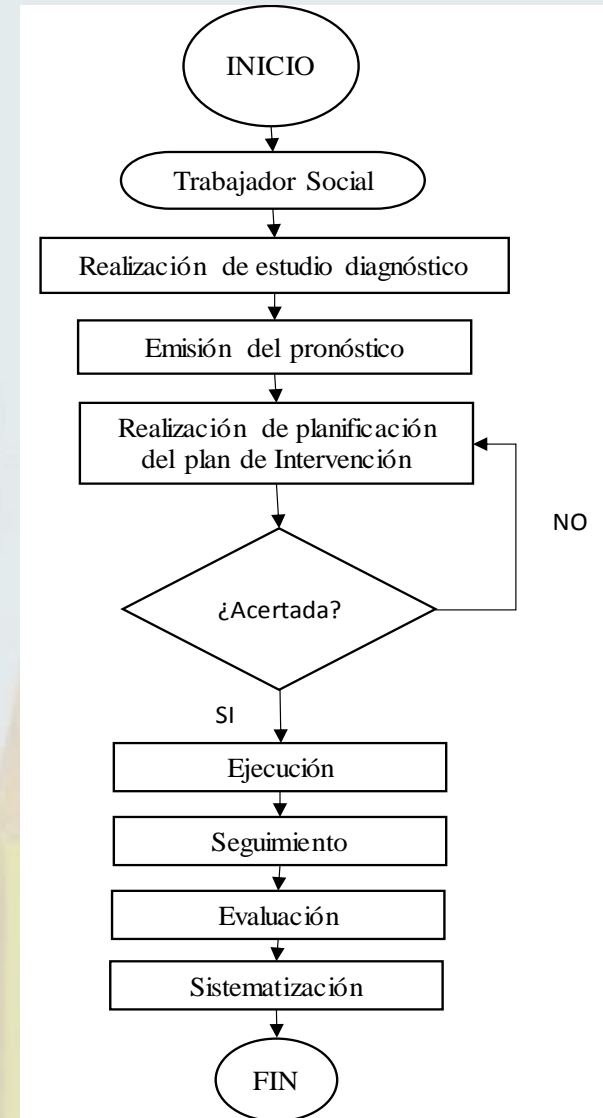 INICIO
Trabajador Social
Realización de estudio diagnóstico
Emisión del pronóstico
Realización de planificación
del plan de Intervención
NO
¿Acertada?
SI
Ejecución
Seguimiento
Evaluación
Sistematización
FIN